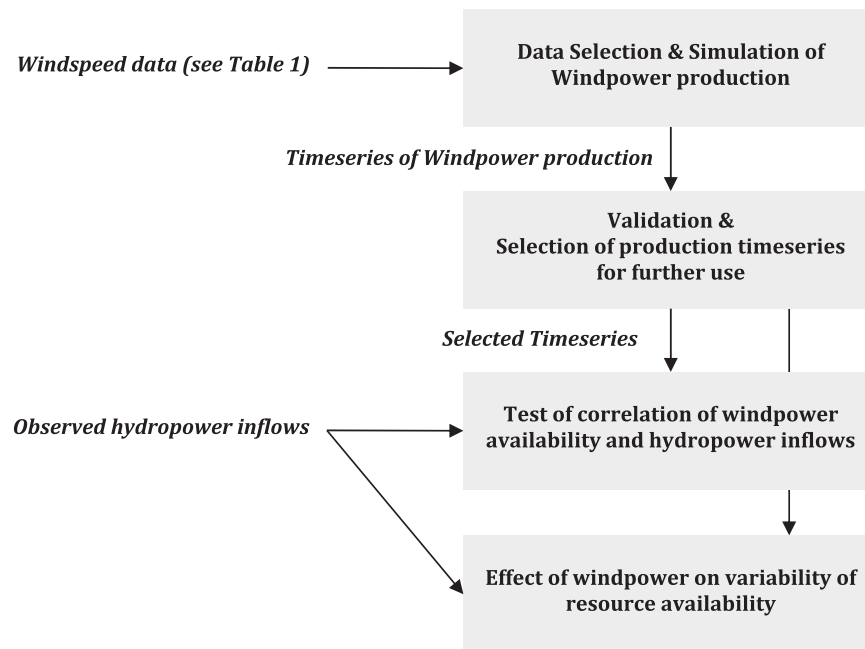 Windspeed data (see Table 1)
Data Selection & Simulation of
Windpower production
Timeseries of Windpower production
Validation &
Selection of production timeseries
for further use
Selected Timeseries
Observed hydropower inflows
Test of correlation of windpower
availability and hydropower inflows
Effect of windpower on variability of
resource availability